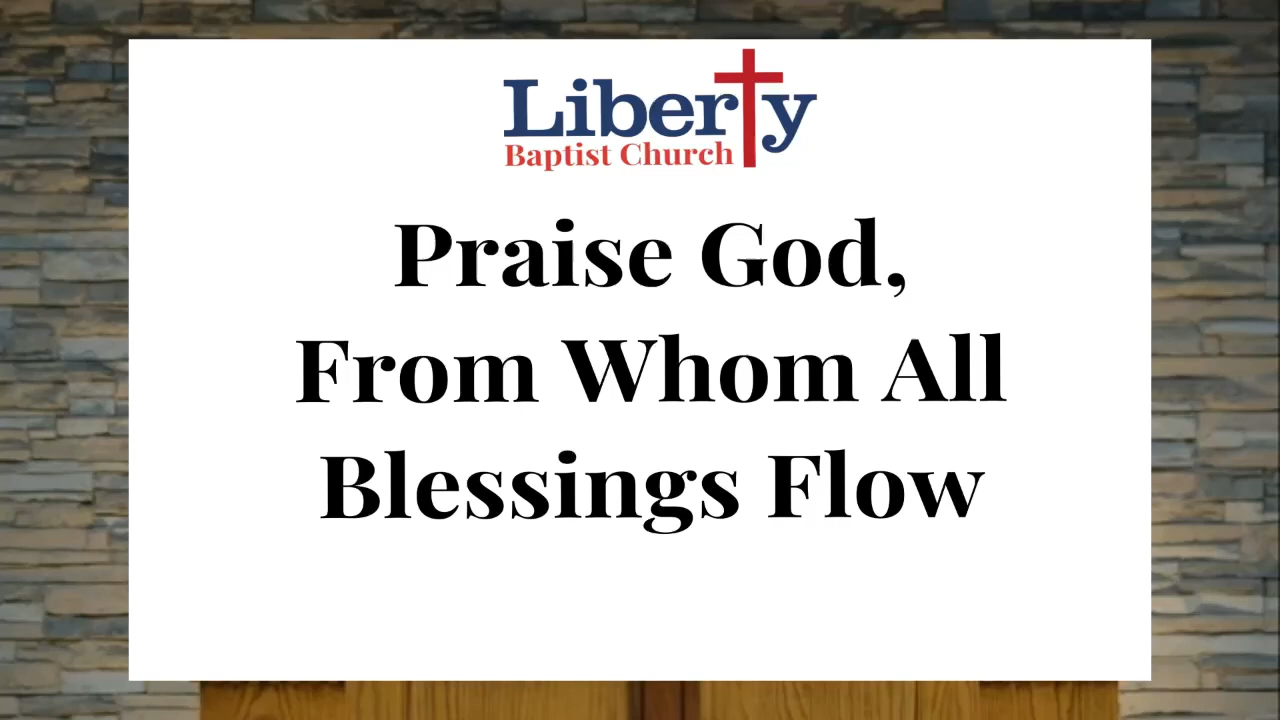 Liberty
Baptist Church
Praise God,
From Whom All
Blessings Flow